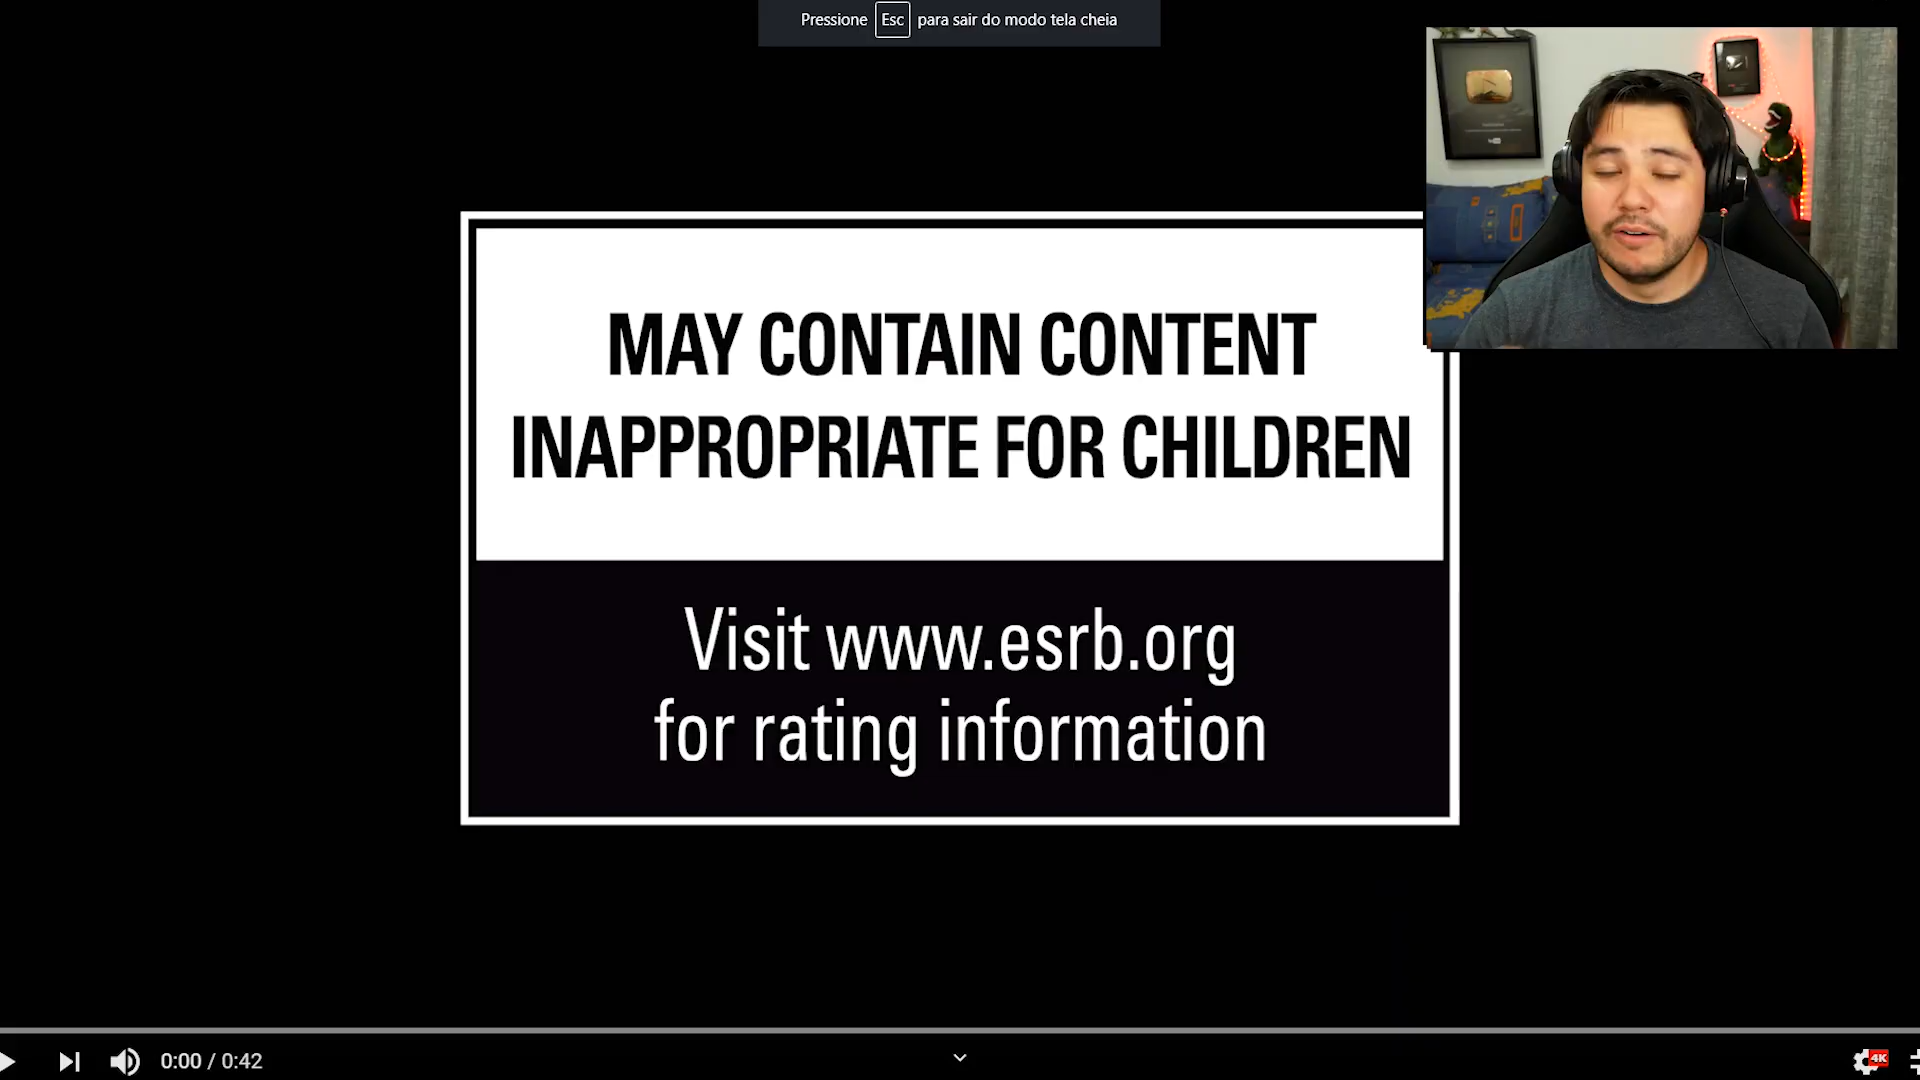 Pressione Esc para sair do modo tela cheia
MAY CONTAIN CONTENT
INAPPROPRIATE FOR CHILDREN
Visit www.esrb.org
for rating information
0:00 / 0:42
4K